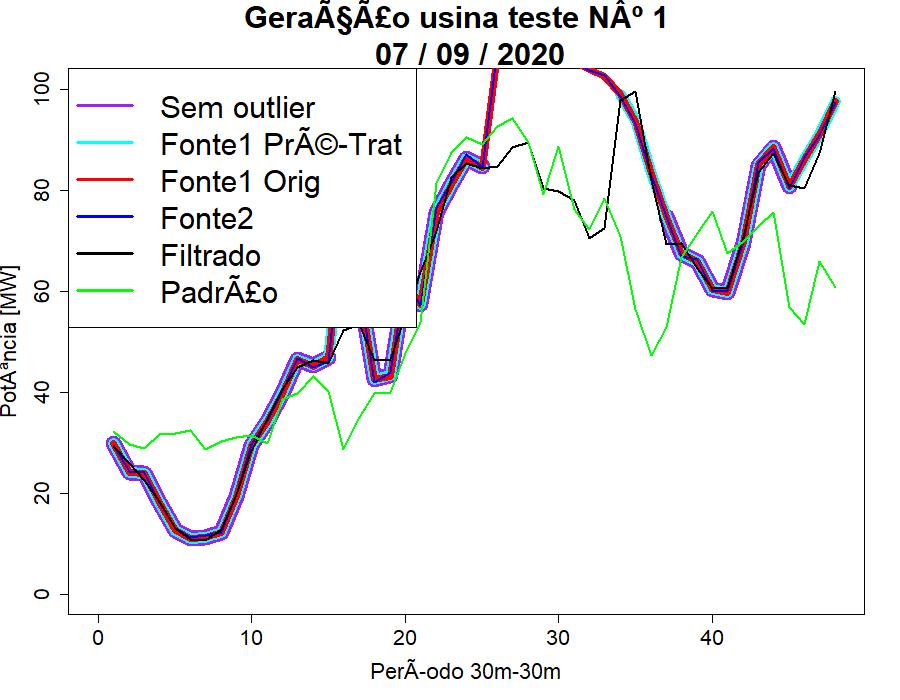 GeraÃ§Ã£o usina teste NÂº 1
07 / 09 / 2020
Sem outlier
Fonte1 PrÃ©-Trat
Fonte1 Orig
Fonte2
Filtrado
PadrÃ£o
PotÃªncia [MW]
100
80
60
40
20
0
0 10 20 30 40
PerÃ­-odo 30m-30m